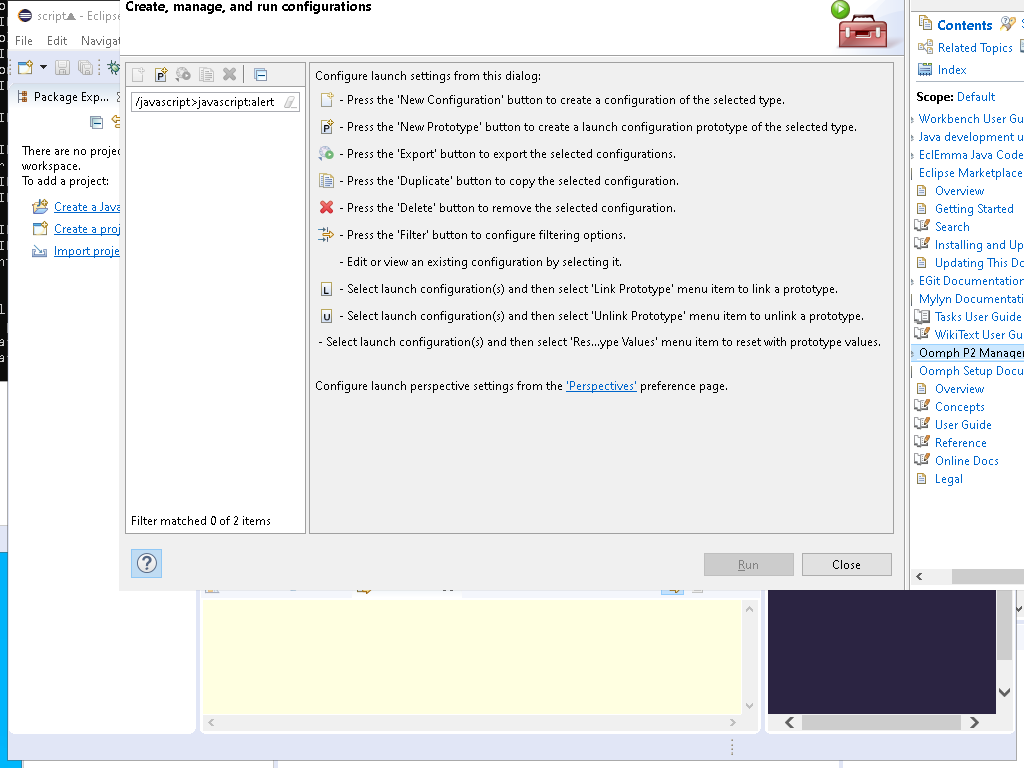 Create, manage, and run configurations
script▲ - Eclips
File Edit Navigat
Package Exp...
There are no projec
workspace.
To add a project:
Create a Java
Create a proj
Import proje
/javascript>javascript:alert
Filter matched 0 of 2 items
Configure launch settings from this dialog:
- Press the 'New Configuration' button to create a configuration of the selected type.
- Press the 'New Prototype' button to create a launch configuration prototype of the selected type.
- Press the 'Export' button to export the selected configurations.
- Press the 'Duplicate' button to copy the selected configuration.
- Press the 'Delete' button to remove the selected configuration.
- Press the 'Filter' button to configure filtering options.
- Edit or view an existing configuration by selecting it.
- Select launch configuration(s) and then select 'Link Prototype' menu item to link a prototype.
- Select launch configuration(s) and then select 'Unlink Prototype' menu item to unlink a prototype.
- Select launch configuration(s) and then select 'Res...ype Values' menu item to reset with prototype values.
Configure launch perspective settings from the 'Perspectives' preference page.
Run Close
Contents
Related Topics
Index
Scope: Default
Workbench User Gu
Java development u
EclEmma Java Code
Eclipse Marketplace
Overview
Getting Started
Search
Installing and Up
Updating This Do
EGit Documentation
Mylyn Documentati
Tasks User Guide
WikiText User Gu
Oomph P2 Manager
Oomph Setup Docu
Overview
Concepts
User Guide
Reference
Online Docs
Legal